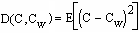 D(C,C_w) = E[(C − C_w)²]